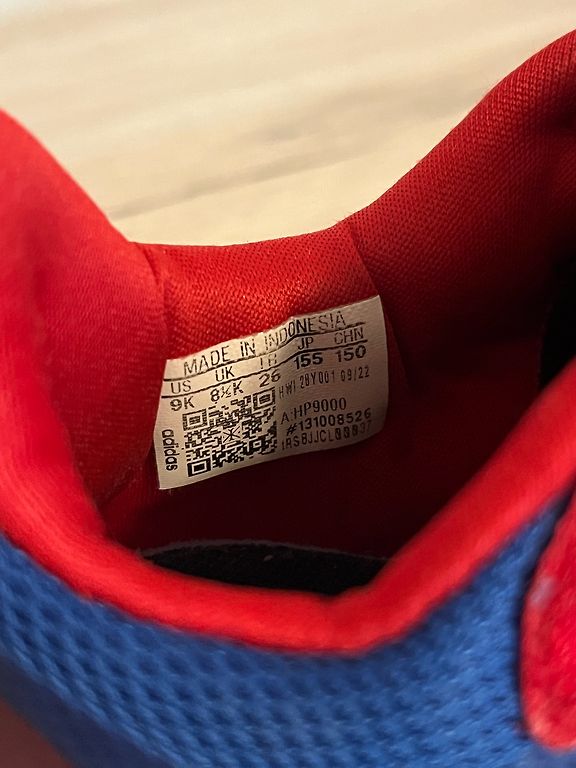 MADE IN INDONESIA
US UK FR JP CHN
9K 8½K 26 155 150
HWI 28Y001 09/22
A:HP9000
#131008526
adidas